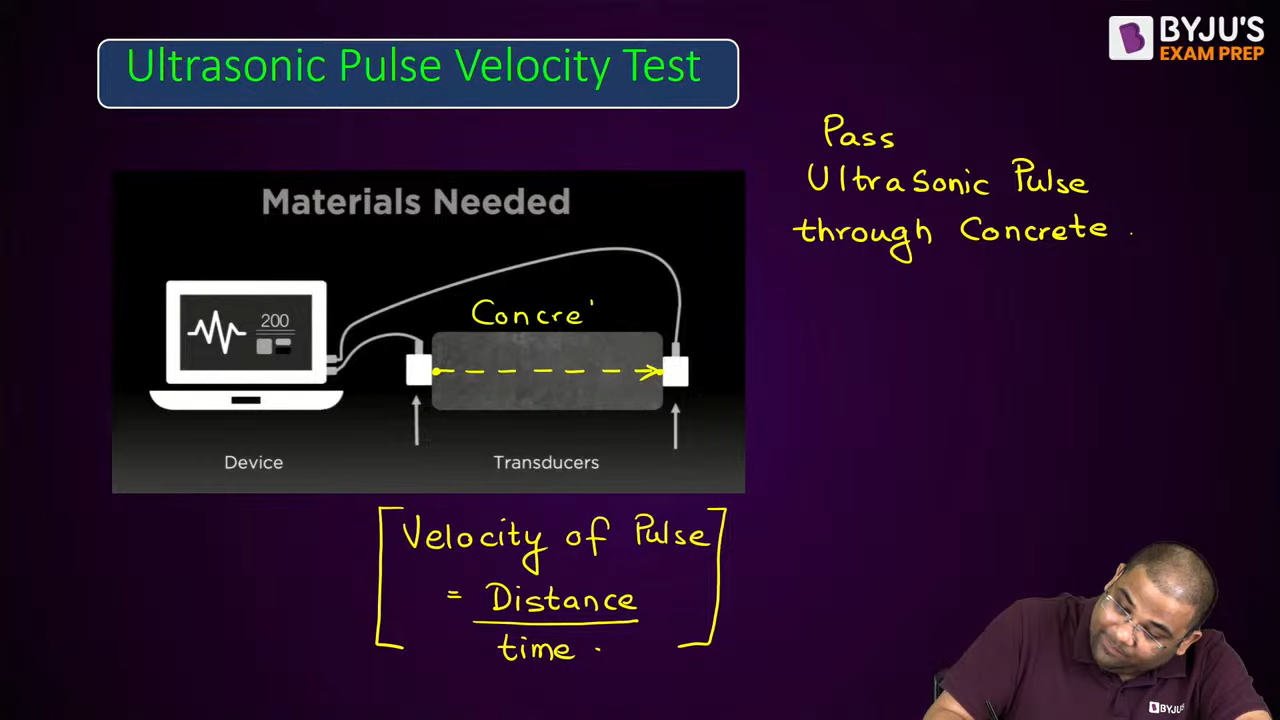 Ultrasonic Pulse Velocity Test
BYJU'S
EXAM PREP
Pass
UltraSonic Pulse
through Concrete .
Materials Needed
200
Concre'
Device
Transducers
[Velocity of Pulse]
= Distance
time .
BYJU'S